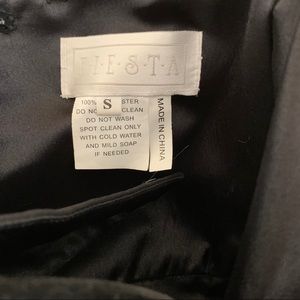 S·T·A
100% S STER
DO NO CLEAN
DO NOT WASH
SPOT CLEAN ONLY
WITH COLD WATER
AND MILD SOAP
IF NEEDED
MADE IN CHINA